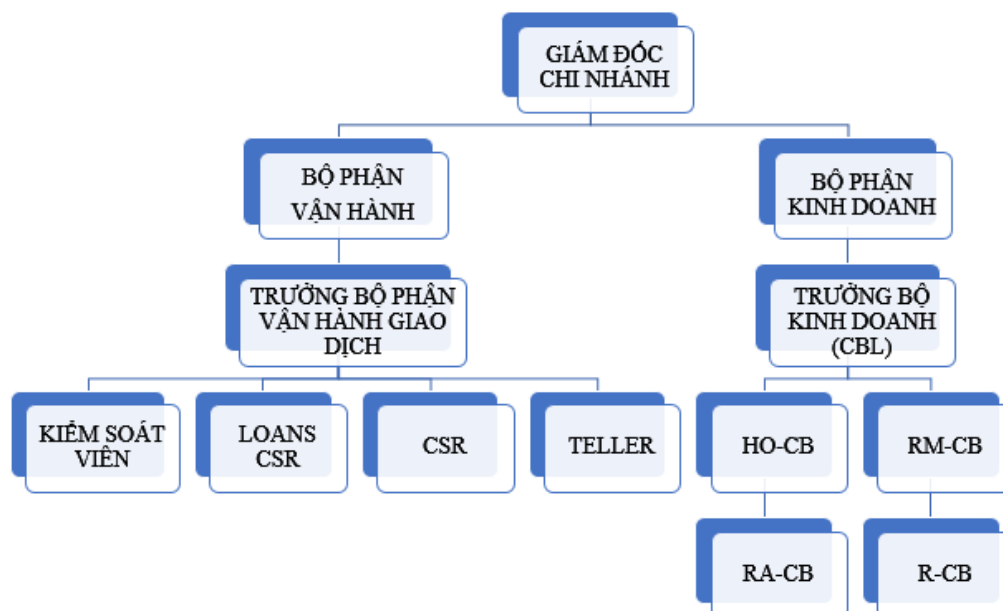 GIÁM ĐỐC
CHI NHÁNH
BỘ PHẬN
VẬN HÀNH
BỘ PHẬN
KINH DOANH
TRƯỞNG BỘ PHẬN
VẬN HÀNH GIAO
DỊCH
TRƯỞNG BỘ
KINH DOANH
(CBL)
KIỂM SOÁT
VIÊN
LOANS
CSR
CSR
TELLER
HO-CB
RM-CB
RA-CB
R-CB